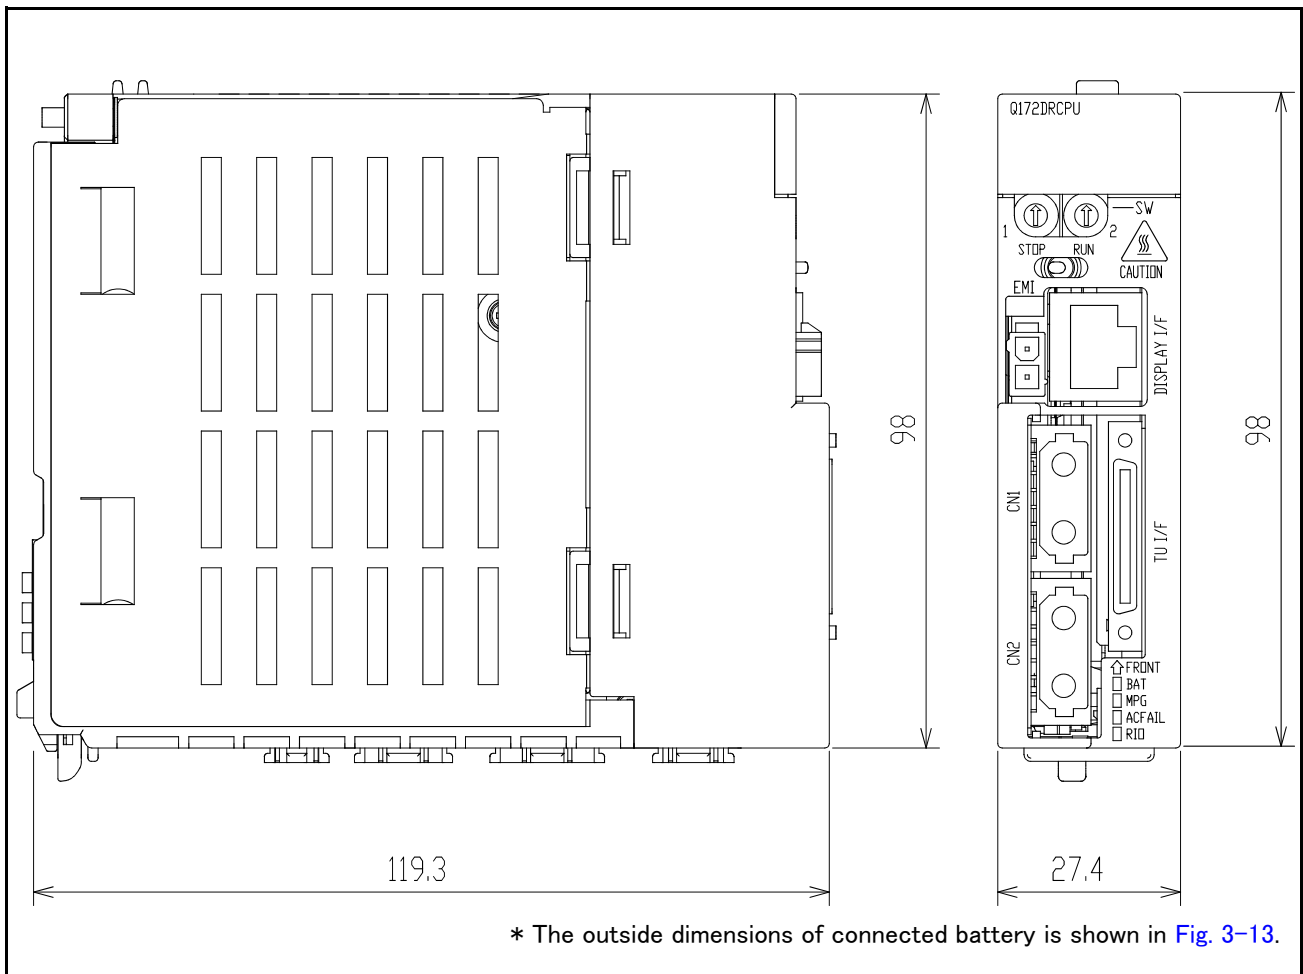 Q172DRCPU
SW
1
2
STOP RUN
CAUTION
EMI
DISPLAY I/F
98
98
CN1
TU I/F
CN2
FRONT
BAT
MPG
ACFAIL
RIO
119.3
27.4
* The outside dimensions of connected battery is shown in Fig. 3-13.